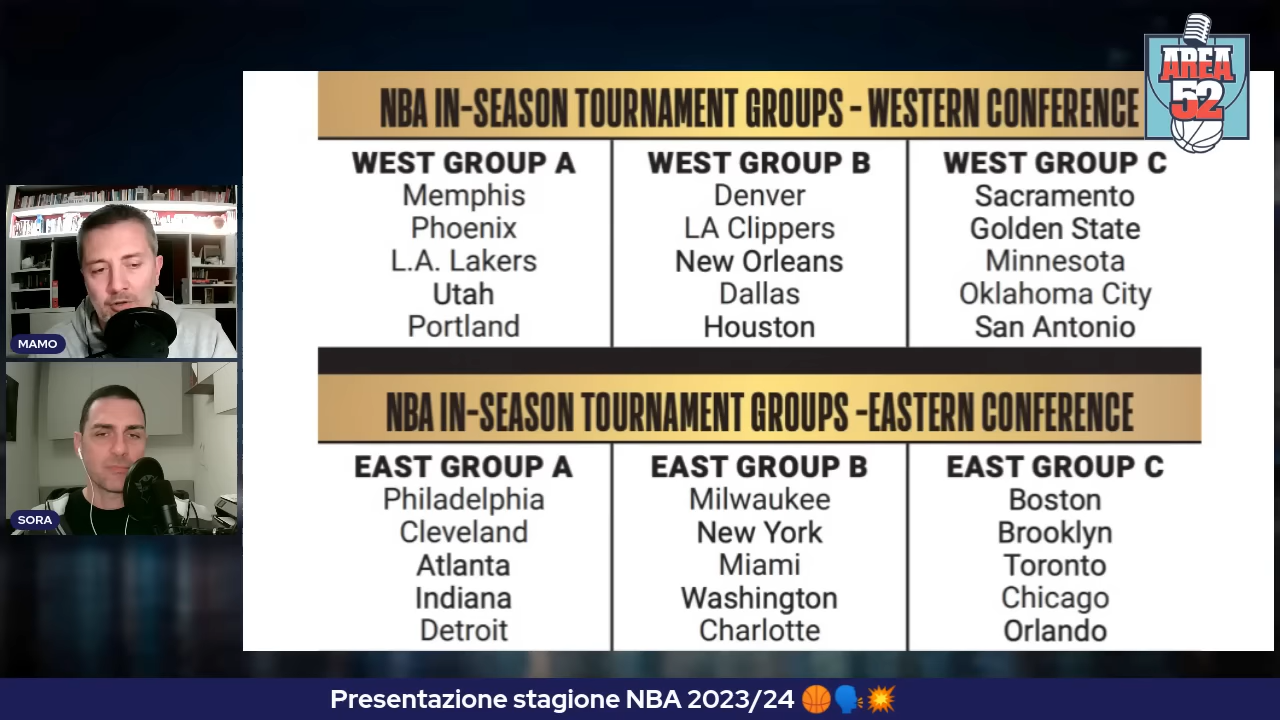 AREA
52
NBA IN-SEASON TOURNAMENT GROUPS - WESTERN CONFERENCE
WEST GROUP A
Memphis
Phoenix
L.A. Lakers
Utah
Portland
WEST GROUP B
Denver
LA Clippers
New Orleans
Dallas
Houston
WEST GROUP C
Sacramento
Golden State
Minnesota
Oklahoma City
San Antonio
NBA IN-SEASON TOURNAMENT GROUPS -EASTERN CONFERENCE
EAST GROUP A
Philadelphia
Cleveland
Atlanta
Indiana
Detroit
EAST GROUP B
Milwaukee
New York
Miami
Washington
Charlotte
EAST GROUP C
Boston
Brooklyn
Toronto
Chicago
Orlando
MAMO
SORA
Presentazione stagione NBA 2023/24 🏀🗣️💥